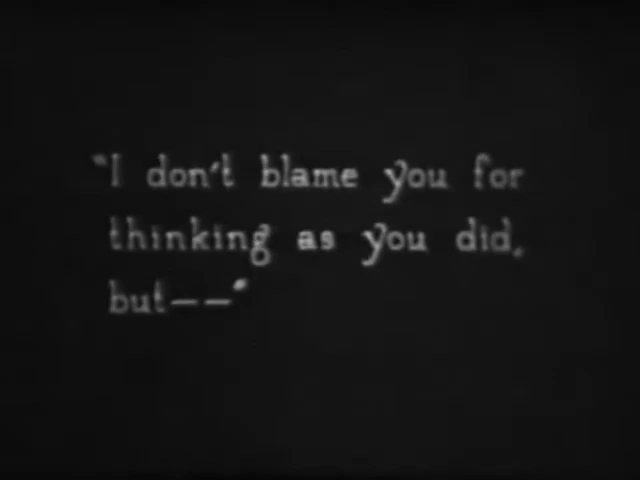 "I don't blame you for
thinking as you did,
but——"